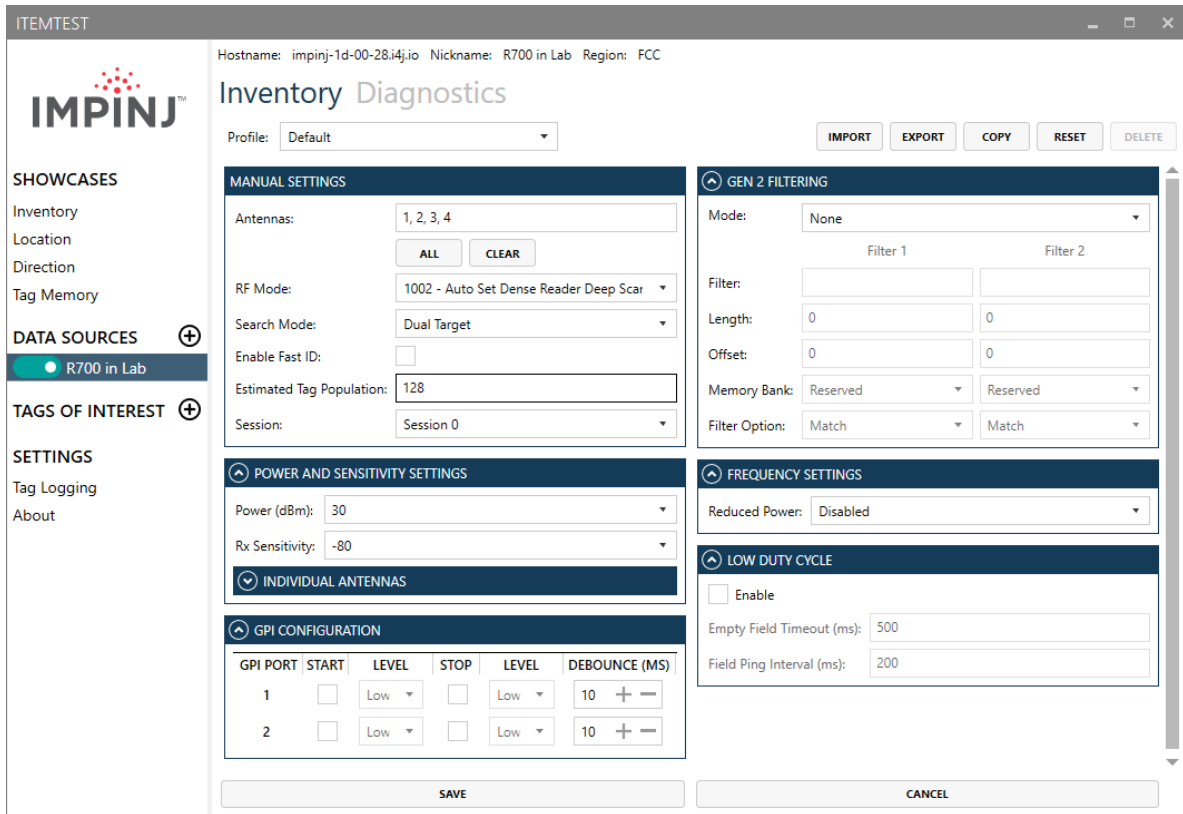 ITEMTEST
IMPINJ™
SHOWCASES
Inventory
Location
Direction
Tag Memory
DATA SOURCES
R700 in Lab
TAGS OF INTEREST
SETTINGS
Tag Logging
About
Hostname: impinj-1d-00-28.i4j.io Nickname: R700 in Lab Region: FCC
Inventory Diagnostics
Profile: Default
IMPORT EXPORT COPY RESET DELETE
MANUAL SETTINGS
Antennas: 1, 2, 3, 4
ALL CLEAR
RF Mode: 1002 - Auto Set Dense Reader Deep Scar
Search Mode: Dual Target
Enable Fast ID:
Estimated Tag Population: 128
Session: Session 0
POWER AND SENSITIVITY SETTINGS
Power (dBm): 30
Rx Sensitivity: -80
INDIVIDUAL ANTENNAS
GPI CONFIGURATION
GPI PORT START LEVEL STOP LEVEL DEBOUNCE (MS)
1 Low Low 10
2 Low Low 10
GEN 2 FILTERING
Mode: None
Filter 1 Filter 2
Filter:
Length: 0 0
Offset: 0 0
Memory Bank: Reserved Reserved
Filter Option: Match Match
FREQUENCY SETTINGS
Reduced Power: Disabled
LOW DUTY CYCLE
Enable
Empty Field Timeout (ms): 500
Field Ping Interval (ms): 200
SAVE CANCEL